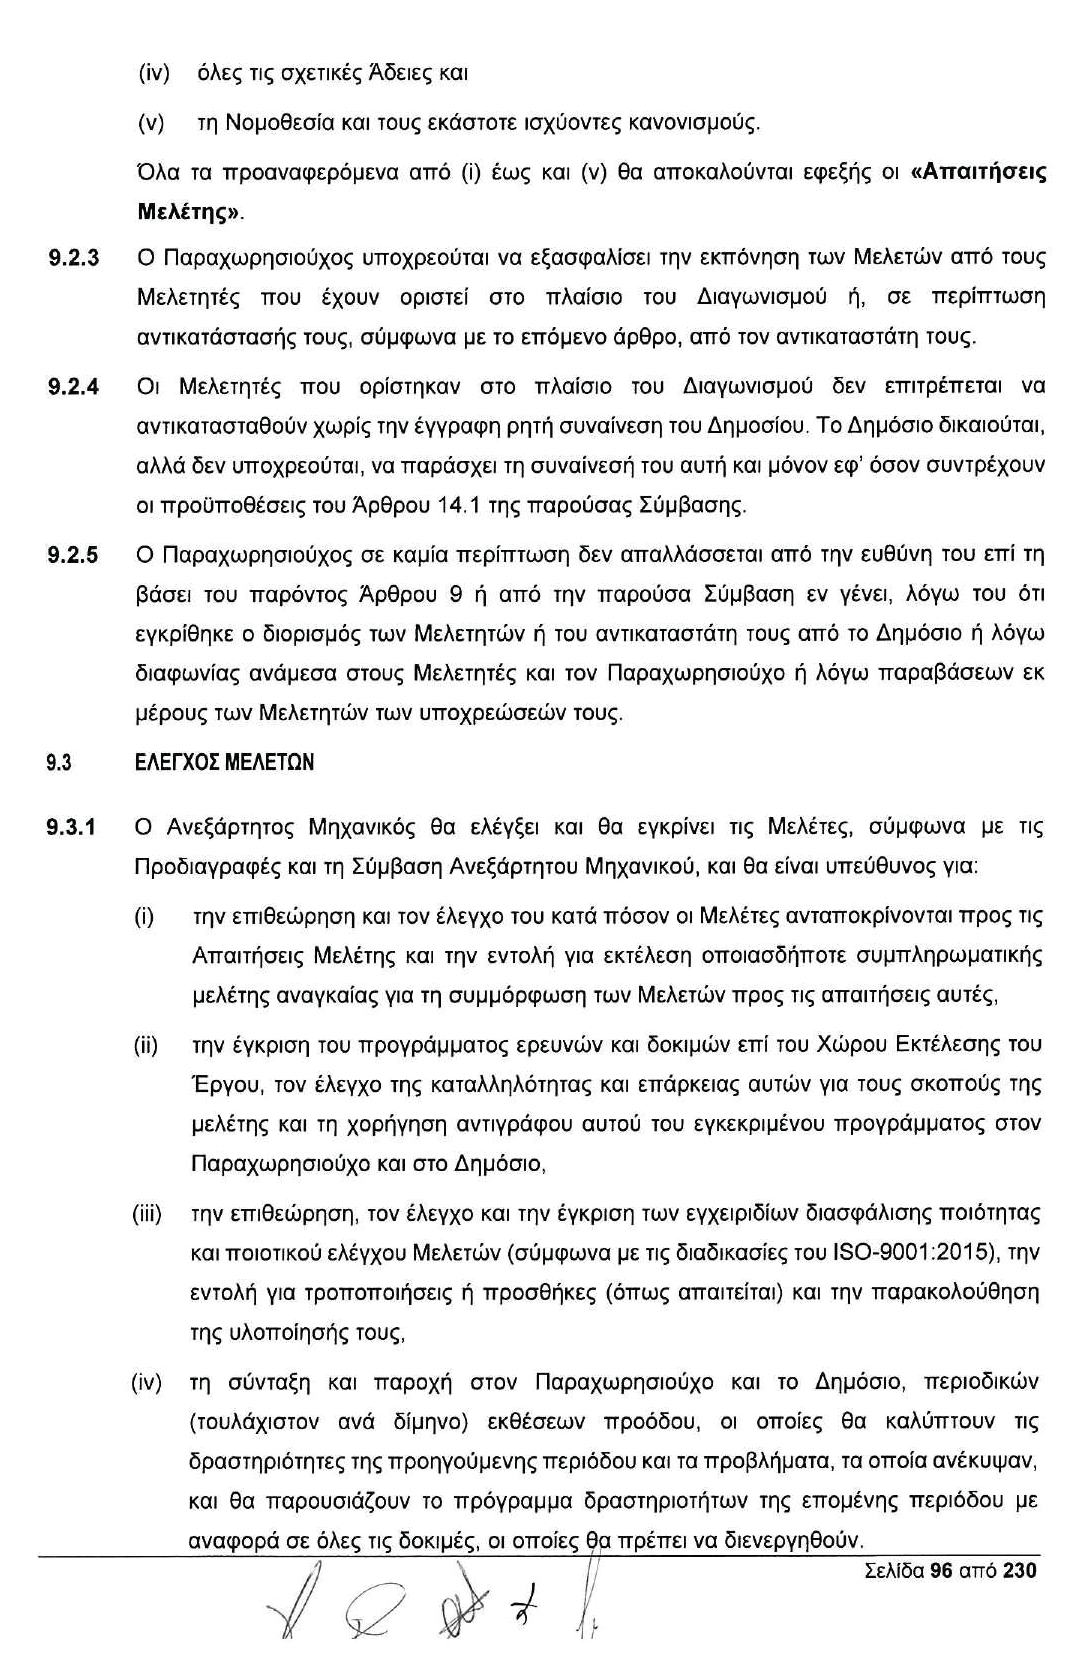 (iv) όλες τις σχετικές Άδειες και
(v) τη Νομοθεσία και τους εκάστοτε ισχύοντες κανονισμούς.
Όλα τα προαναφερόμενα από (i) έως και (v) θα αποκαλούνται εφεξής οι «Απαιτήσεις
Μελέτης».
9.2.3 Ο Παραχωρησιούχος υποχρεούται να εξασφαλίσει την εκπόνηση των Μελετών από τους
Μελετητές που έχουν οριστεί στο πλαίσιο του Διαγωνισμού ή, σε περίπτωση
αντικατάστασής τους, σύμφωνα με το επόμενο άρθρο, από τον αντικαταστάτη τους.
9.2.4 Οι Μελετητές που ορίστηκαν στο πλαίσιο του Διαγωνισμού δεν επιτρέπεται να
αντικατασταθούν χωρίς την έγγραφη ρητή συναίνεση του Δημοσίου. Το Δημόσιο δικαιούται,
αλλά δεν υποχρεούται, να παράσχει τη συναίνεσή του αυτή και μόνον εφ’ όσον συντρέχουν
οι προϋποθέσεις του Άρθρου 14.1 της παρούσας Σύμβασης.
9.2.5 Ο Παραχωρησιούχος σε καμία περίπτωση δεν απαλλάσσεται από την ευθύνη του επί τη
βάσει του παρόντος Άρθρου 9 ή από την παρούσα Σύμβαση εν γένει, λόγω του ότι
εγκρίθηκε ο διορισμός των Μελετητών ή του αντικαταστάτη τους από το Δημόσιο ή λόγω
διαφωνίας ανάμεσα στους Μελετητές και τον Παραχωρησιούχο ή λόγω παραβάσεων εκ
μέρους των Μελετητών των υποχρεώσεών τους.
9.3 ΕΛΕΓΧΟΣ ΜΕΛΕΤΩΝ
9.3.1 Ο Ανεξάρτητος Μηχανικός θα ελέγξει και θα εγκρίνει τις Μελέτες, σύμφωνα με τις
Προδιαγραφές και τη Σύμβαση Ανεξάρτητου Μηχανικού, και θα είναι υπεύθυνος για:
(i) την επιθεώρηση και τον έλεγχο του κατά πόσον οι Μελέτες ανταποκρίνονται προς τις
Απαιτήσεις Μελέτης και την εντολή για εκτέλεση οποιασδήποτε συμπληρωματικής
μελέτης αναγκαίας για τη συμμόρφωση των Μελετών προς τις απαιτήσεις αυτές,
(ii) την έγκριση του προγράμματος ερευνών και δοκιμών επί του Χώρου Εκτέλεσης του
Έργου, τον έλεγχο της καταλληλότητας και επάρκειας αυτών για τους σκοπούς της
μελέτης και τη χορήγηση αντιγράφου αυτού του εγκεκριμένου προγράμματος στον
Παραχωρησιούχο και στο Δημόσιο,
(iii) την επιθεώρηση, τον έλεγχο και την έγκριση των εγχειριδίων διασφάλισης ποιότητας
και ποιοτικού ελέγχου Μελετών (σύμφωνα με τις διαδικασίες του ISO-9001:2015), την
εντολή για τροποποιήσεις ή προσθήκες (όπως απαιτείται) και την παρακολούθηση
της υλοποίησής τους,
(iv) τη σύνταξη και παροχή στον Παραχωρησιούχο και το Δημόσιο, περιοδικών
(τουλάχιστον ανά δίμηνο) εκθέσεων προόδου, οι οποίες θα καλύπτουν τις
δραστηριότητες της προηγούμενης περιόδου και τα προβλήματα, τα οποία ανέκυψαν,
και θα παρουσιάζουν το πρόγραμμα δραστηριοτήτων της επομένης περιόδου με
αναφορά σε όλες τις δοκιμές, οι οποίες θα πρέπει να διενεργηθούν.
Σελίδα 96 από 230